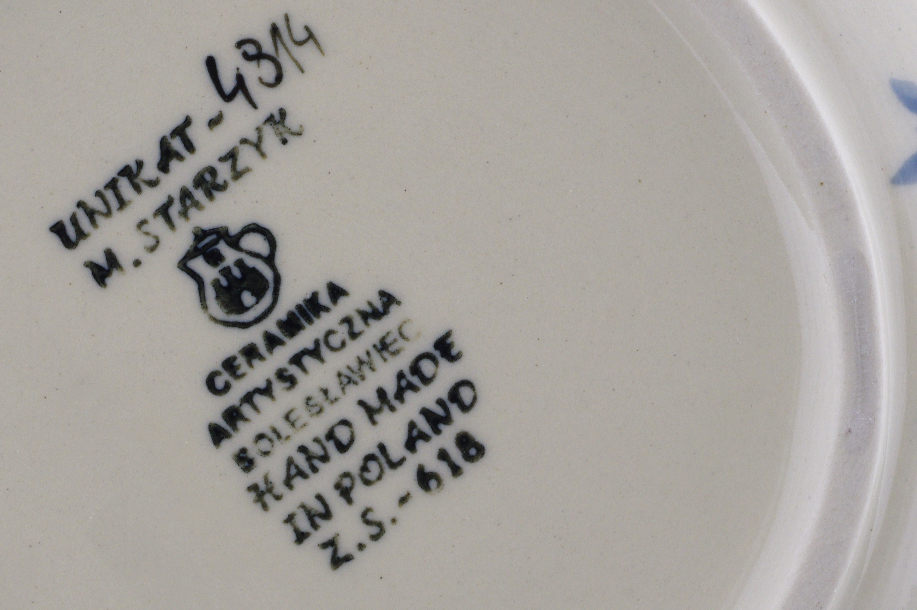 UNIKAT-4314
M.STARZYK
CERAMIKA
ARTYSTYCZNA
BOLESŁAWIEC
HAND MADE
IN POLAND
Z.S.-618